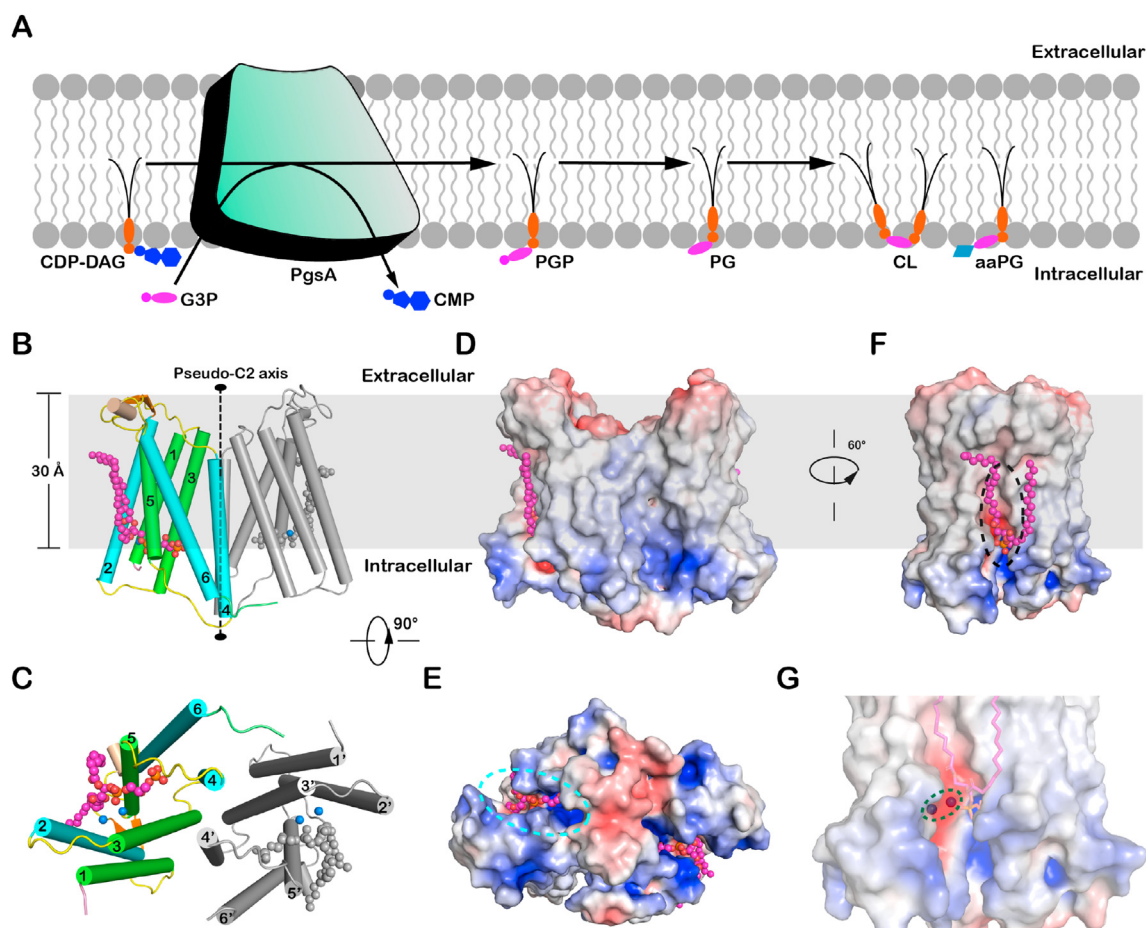 A
Extracellular
CDP-DAG
PgsA
PGP
PG
CL
aaPG
Intracellular
G3P
CMP
B
D
F
Pseudo-C2 axis
Extracellular
30 Å
1
3
5
2
6
4
60°
Intracellular
90°
C
E
G
6
5
4
2
3
1
1’
3’
2’
4’
5’
6’